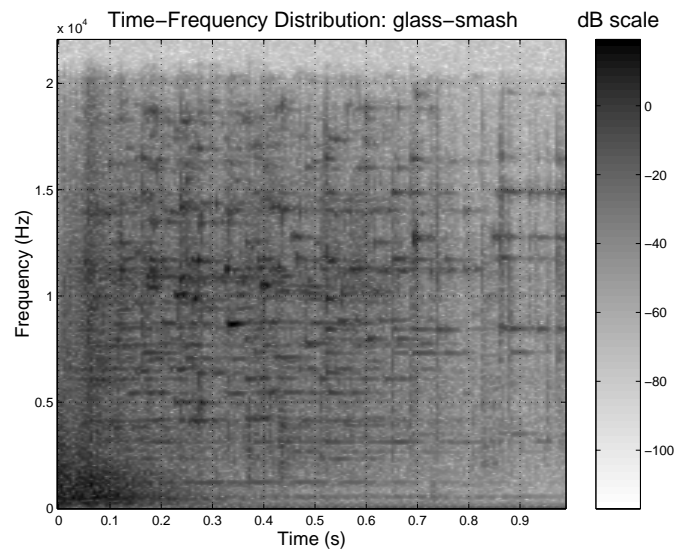 Time−Frequency Distribution: glass−smash
dB scale
x 10⁴
2
1.5
1
0.5
0
Frequency (Hz)
0 0.1 0.2 0.3 0.4 0.5 0.6 0.7 0.8 0.9
Time (s)
0
−20
−40
−60
−80
−100